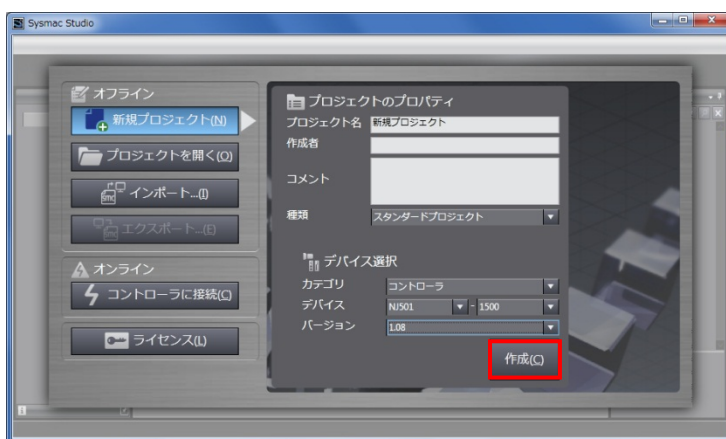 Sysmac Studio
オフライン
新規プロジェクト(N)
プロジェクトを開く(O)
インポート...(I)
エクスポート...(E)
オンライン
コントローラに接続(C)
ライセンス(L)
プロジェクトのプロパティ
プロジェクト名 新規プロジェクト
作成者
コメント
種類 スタンダードプロジェクト
デバイス選択
カテゴリ コントローラ
デバイス NJ501 - 1500
バージョン 1.08
作成(C)